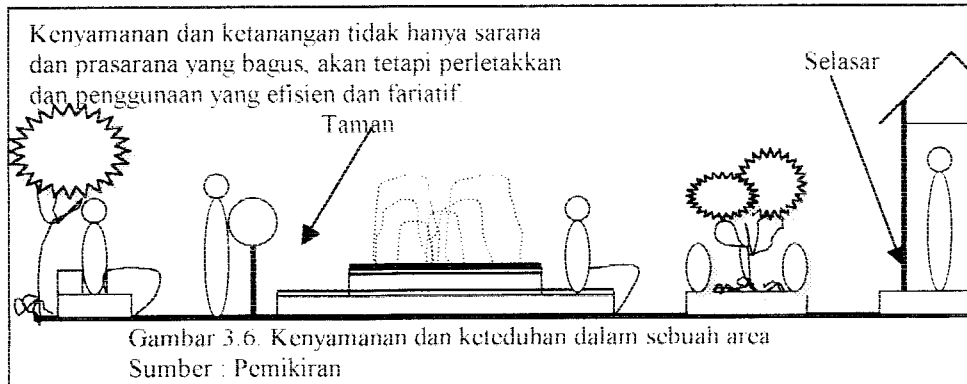 Kenyamanan dan ketanangan tidak hanya sarana
dan prasarana yang bagus, akan tetapi perletakkan
dan penggunaan yang efisien dan fariatif.
Taman
Selasar
Gambar 3.6. Kenyamanan dan keteduhan dalam sebuah area
Sumber : Pemikiran